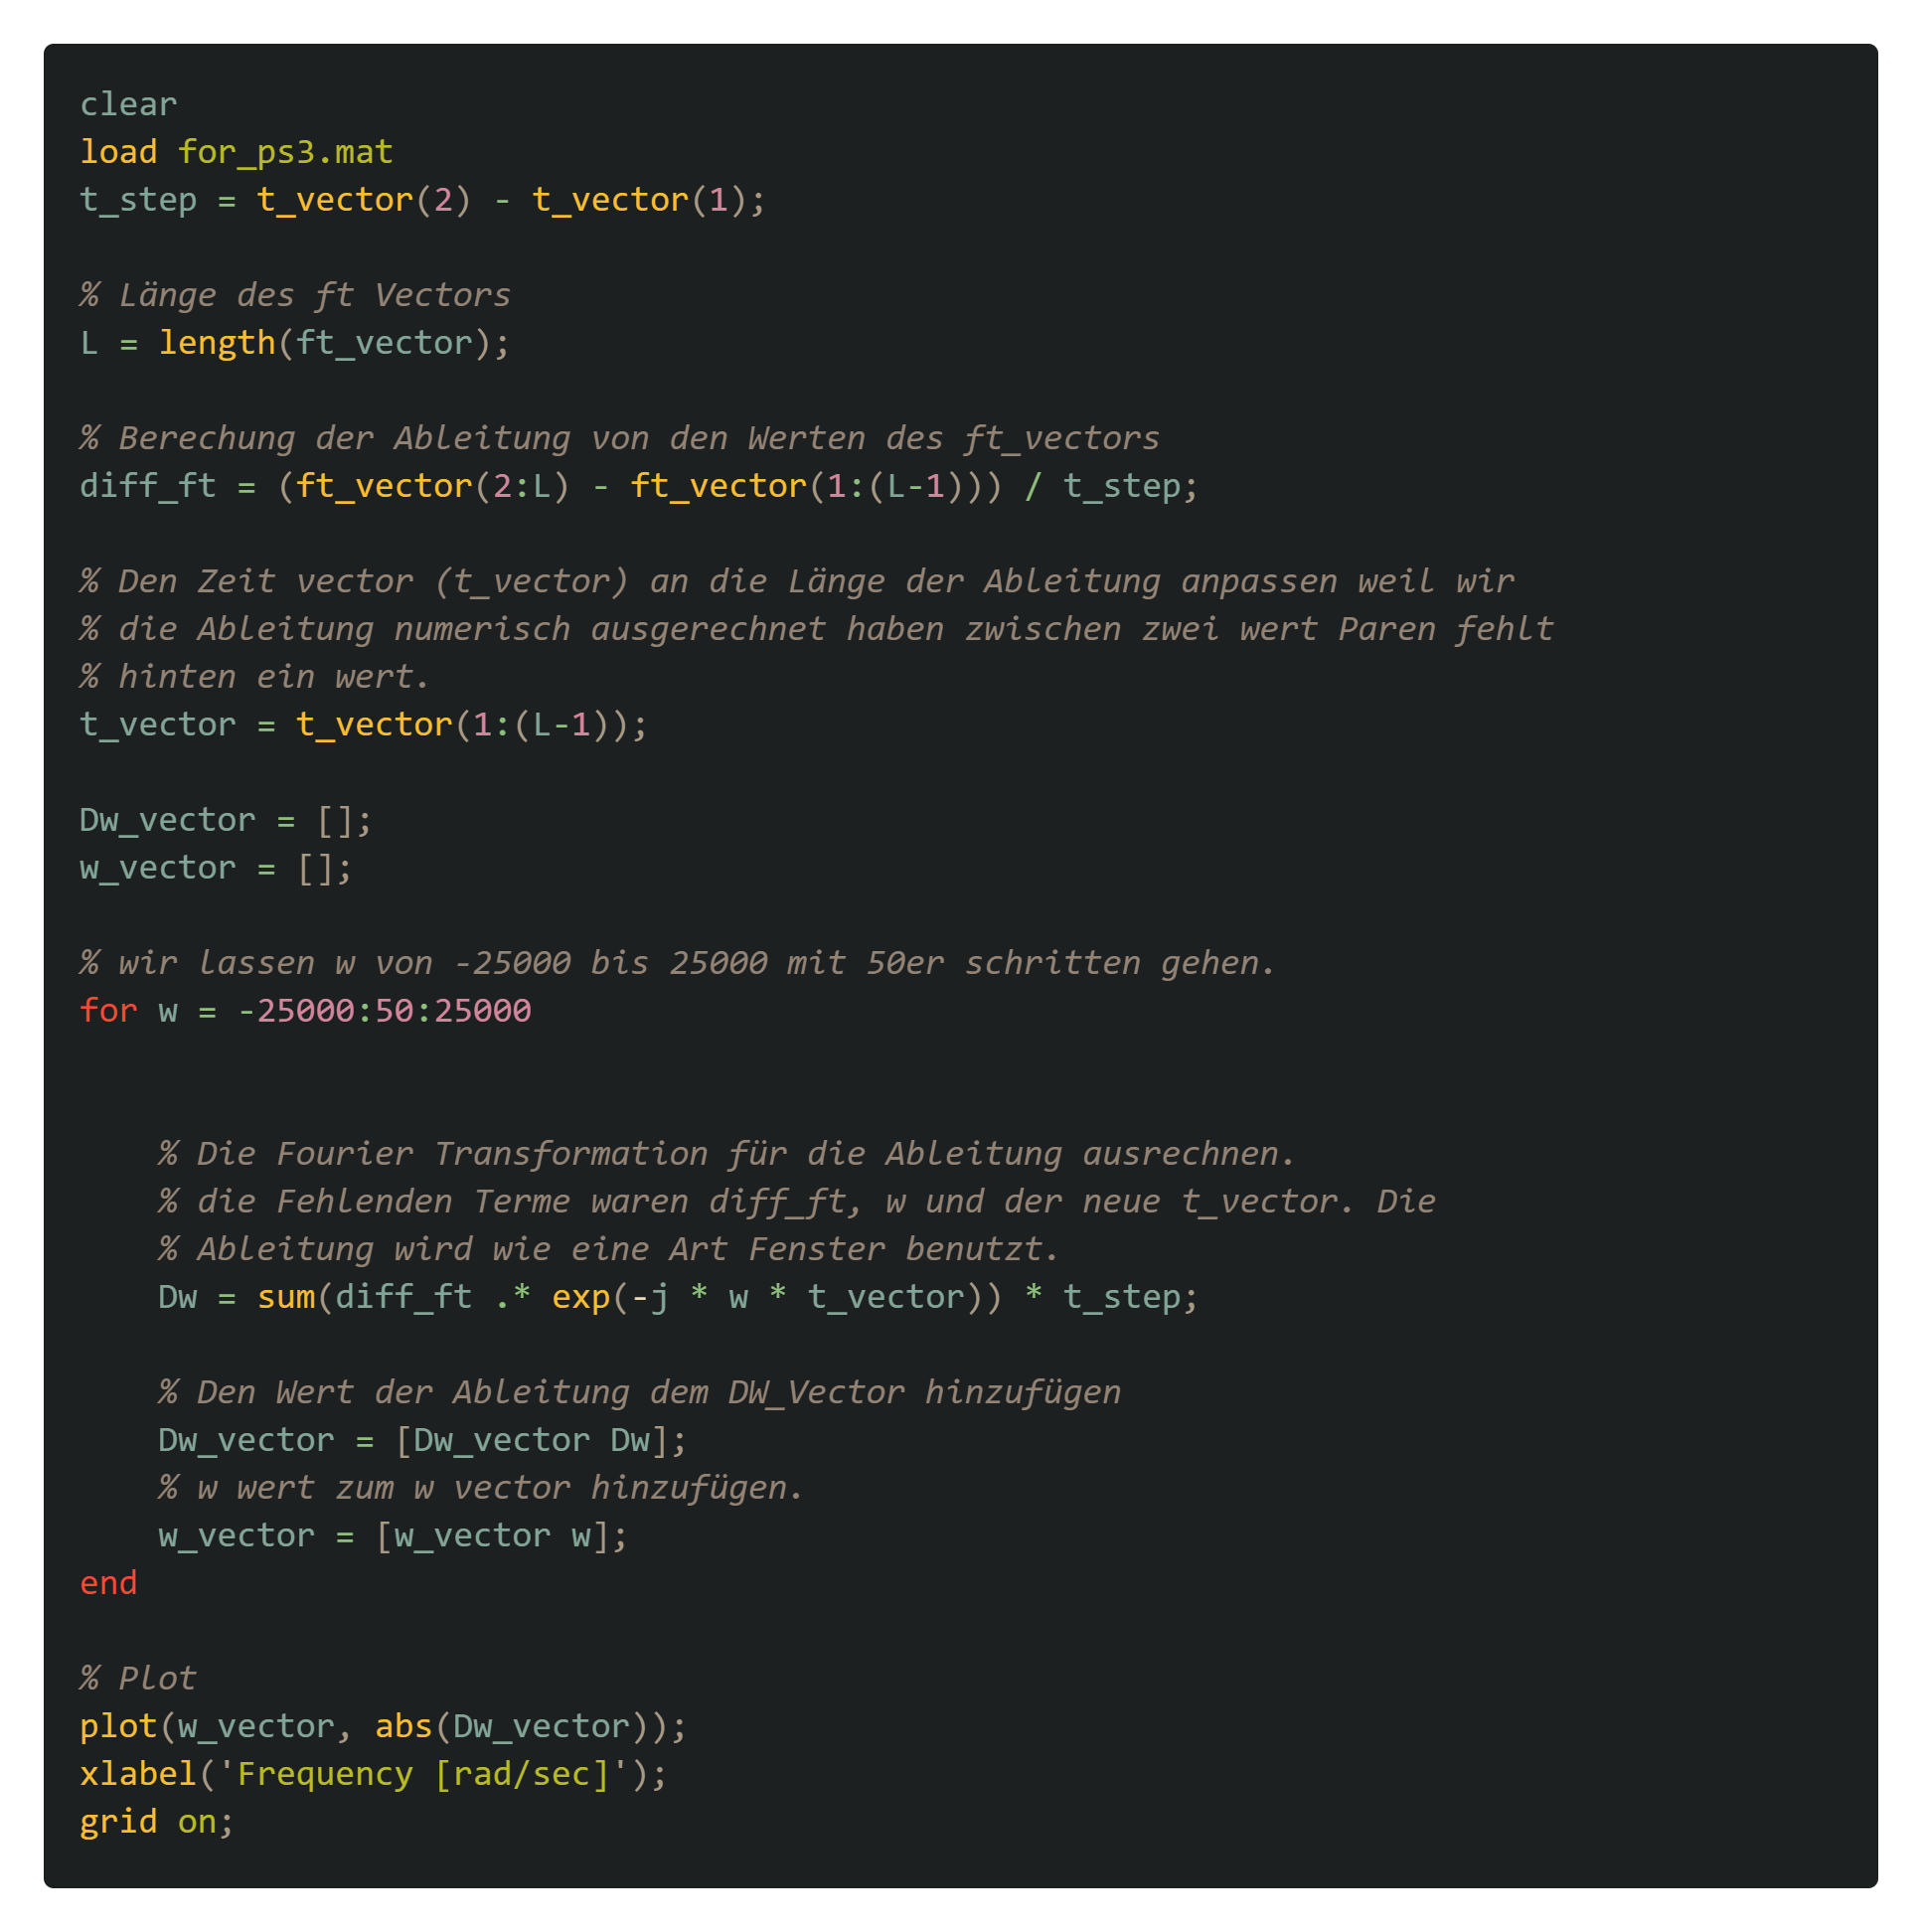 clear
load for_ps3.mat
t_step = t_vector(2) - t_vector(1);
% Länge des ft Vectors
L = length(ft_vector);
% Berechung der Ableitung von den Werten des ft_vectors
diff_ft = (ft_vector(2:L) - ft_vector(1:(L-1))) / t_step;
% Den Zeit vector (t_vector) an die Länge der Ableitung anpassen weil wir
% die Ableitung numerisch ausgerechnet haben zwischen zwei wert Paren fehlt
% hinten ein wert.
t_vector = t_vector(1:(L-1));
Dw_vector = [];
w_vector = [];
% wir lassen w von -25000 bis 25000 mit 50er schritten gehen.
for w = -25000:50:25000
% Die Fourier Transformation für die Ableitung ausrechnen.
% die Fehlenden Terme waren diff_ft, w und der neue t_vector. Die
% Ableitung wird wie eine Art Fenster benutzt.
Dw = sum(diff_ft .* exp(-j * w * t_vector)) * t_step;
% Den Wert der Ableitung dem DW_Vector hinzufügen
Dw_vector = [Dw_vector Dw];
% w wert zum w vector hinzufügen.
w_vector = [w_vector w];
end
% Plot
plot(w_vector, abs(Dw_vector));
xlabel('Frequency [rad/sec]');
grid on;